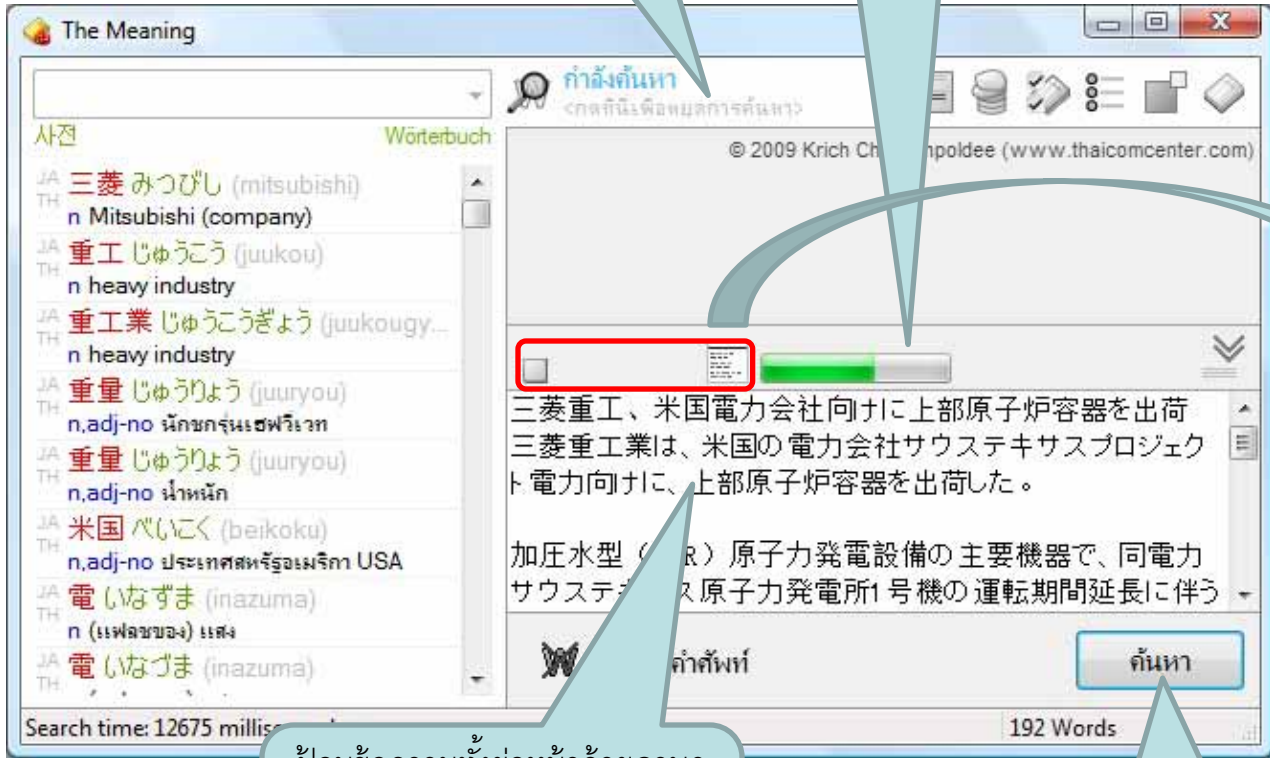 The Meaning
กำลังค้นหา
<กดที่นี่เพื่อหยุดการค้นหา>
사전 Wörterbuch
© 2009 Krich (www.thaicomcenter.com)
JA TH 三菱 みつびし (mitsubishi)
n Mitsubishi (company)
JA TH 重工 じゅうこう (juukou)
n heavy industry
JA TH 重工業 じゅうこうぎょう (juukougy...
n heavy industry
JA TH 重量 じゅうりょう (juuryou)
n,adj-no นักชกรุ่นเฮฟวี่เวท
JA TH 重量 じゅうりょう (juuryou)
n,adj-no น้ำหนัก
JA TH 米国 べいこく (beikoku)
n,adj-no ประเทศสหรัฐอเมริกา USA
JA TH 電 いなずま (inazuma)
n (แฟลชของ) แสง
JA TH 電 いなづま (inazuma)
三菱重工、米国電力会社向けに上部原子炉容器を出荷
三菱重工業は、米国の電力会社サウステキサスプロジェク
ト電力向けに、上部原子炉容器を出荷した。
加圧水型（ R）原子力発電設備の主要機器で、同電力
サウステ ス原子力発電所1号機の運転期間延長に伴う
คำศัพท์
ค้นหา
Search time: 12675
192 Words